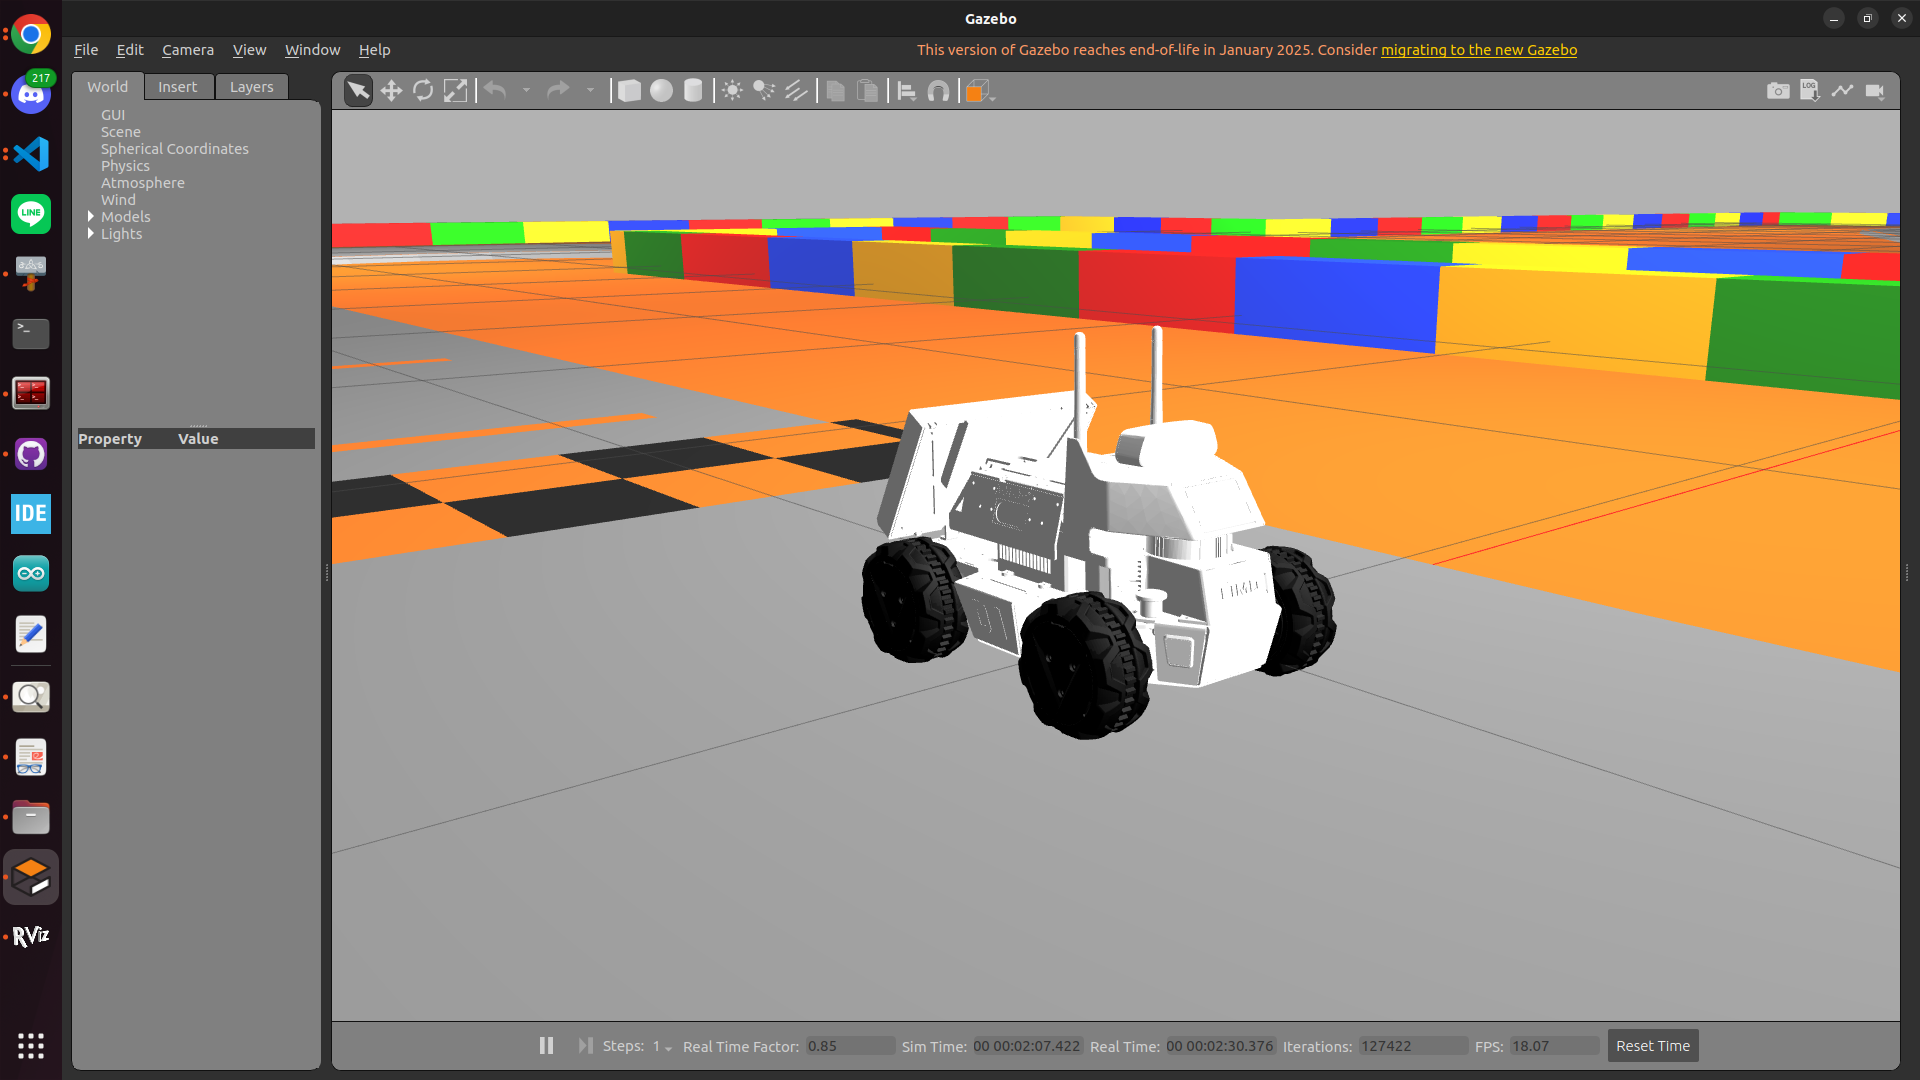 Gazebo
File Edit Camera View Window Help
This version of Gazebo reaches end-of-life in January 2025. Consider migrating to the new Gazebo
217
World Insert Layers
LOG
GUI
Scene
Spherical Coordinates
Physics
Atmosphere
Wind
Models
Lights
LINE
>_
Property Value
IDE
LIMO
RViz
Steps: 1 Real Time Factor: 0.85 Sim Time: 00 00:02:07.422 Real Time: 00 00:02:30.376 Iterations: 127422 FPS: 18.07 Reset Time